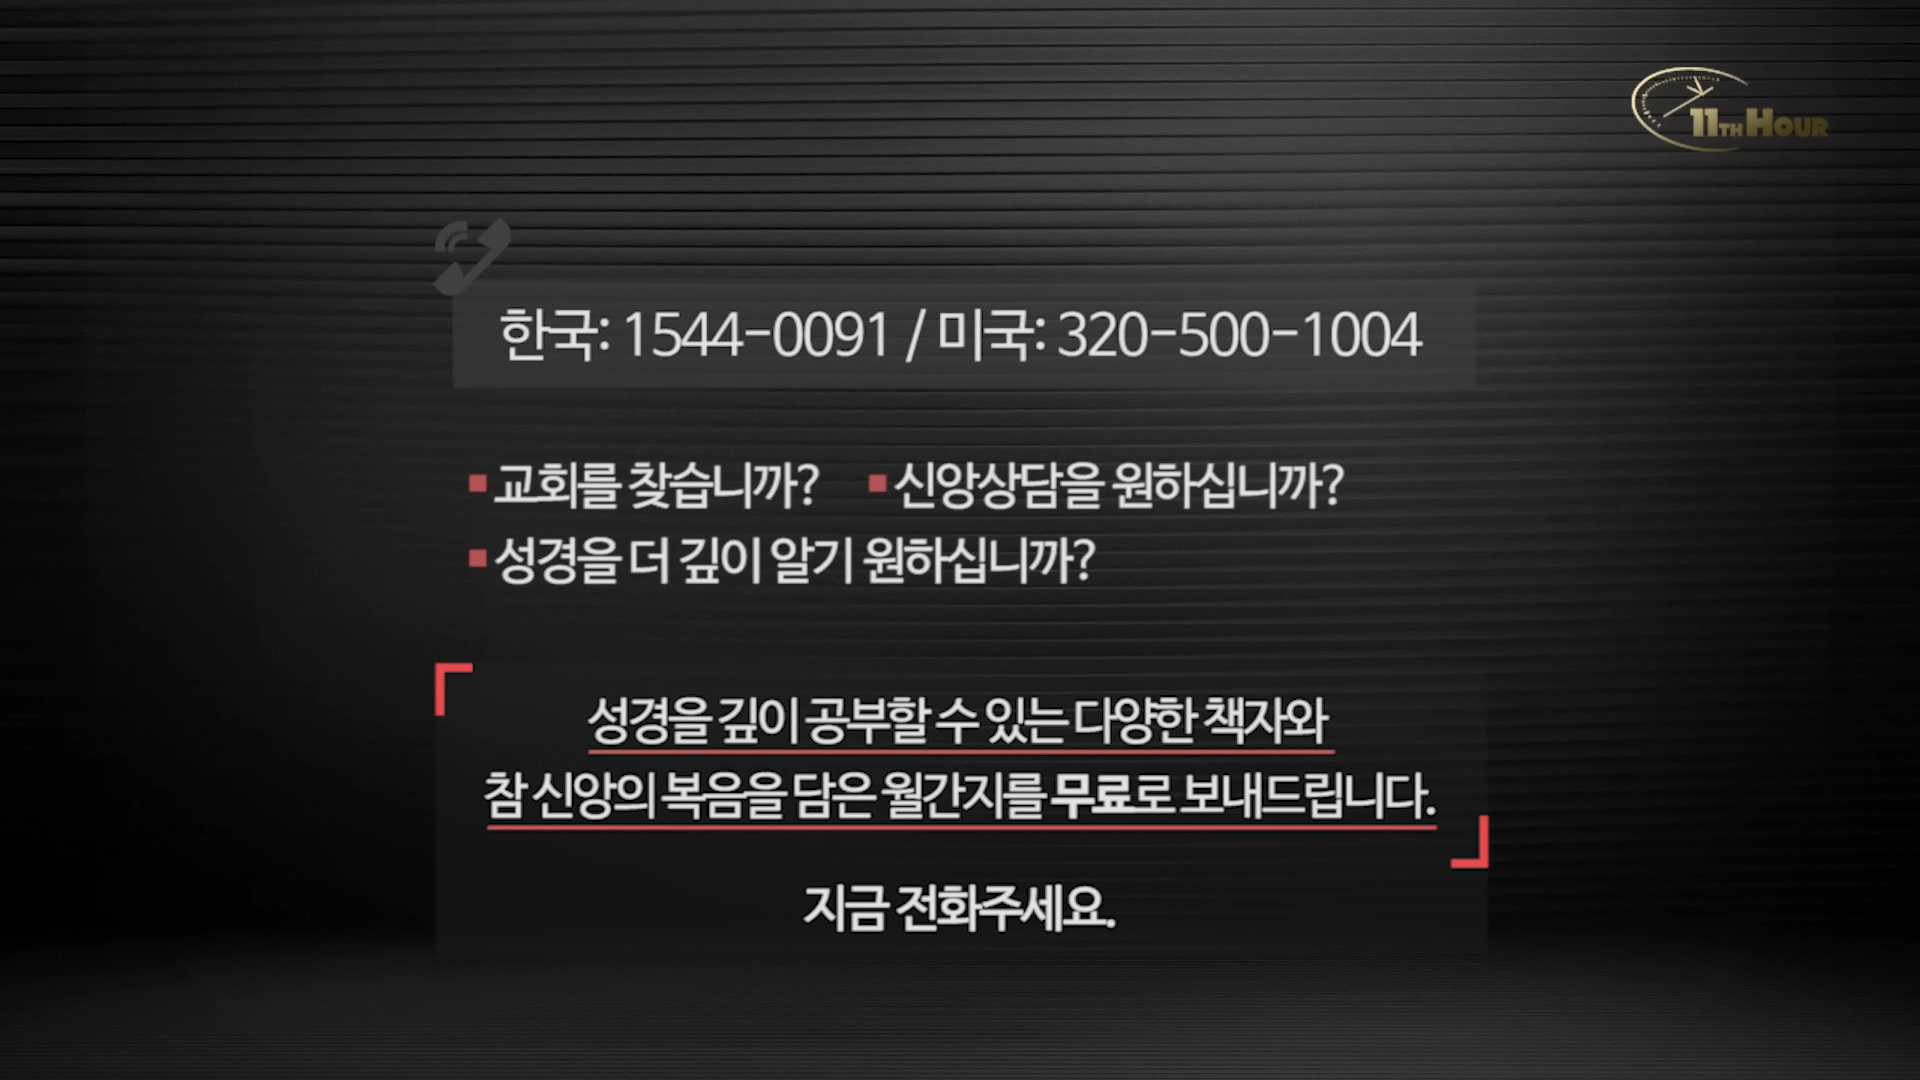 11TH HOUR
한국: 1544-0091 / 미국: 320-500-1004
교회를 찾습니까? 신앙상담을 원하십니까?
성경을 더 깊이 알기 원하십니까?
성경을 깊이 공부할 수 있는 다양한 책자와
참 신앙의 복음을 담은 월간지를 무료로 보내드립니다.
지금 전화주세요.